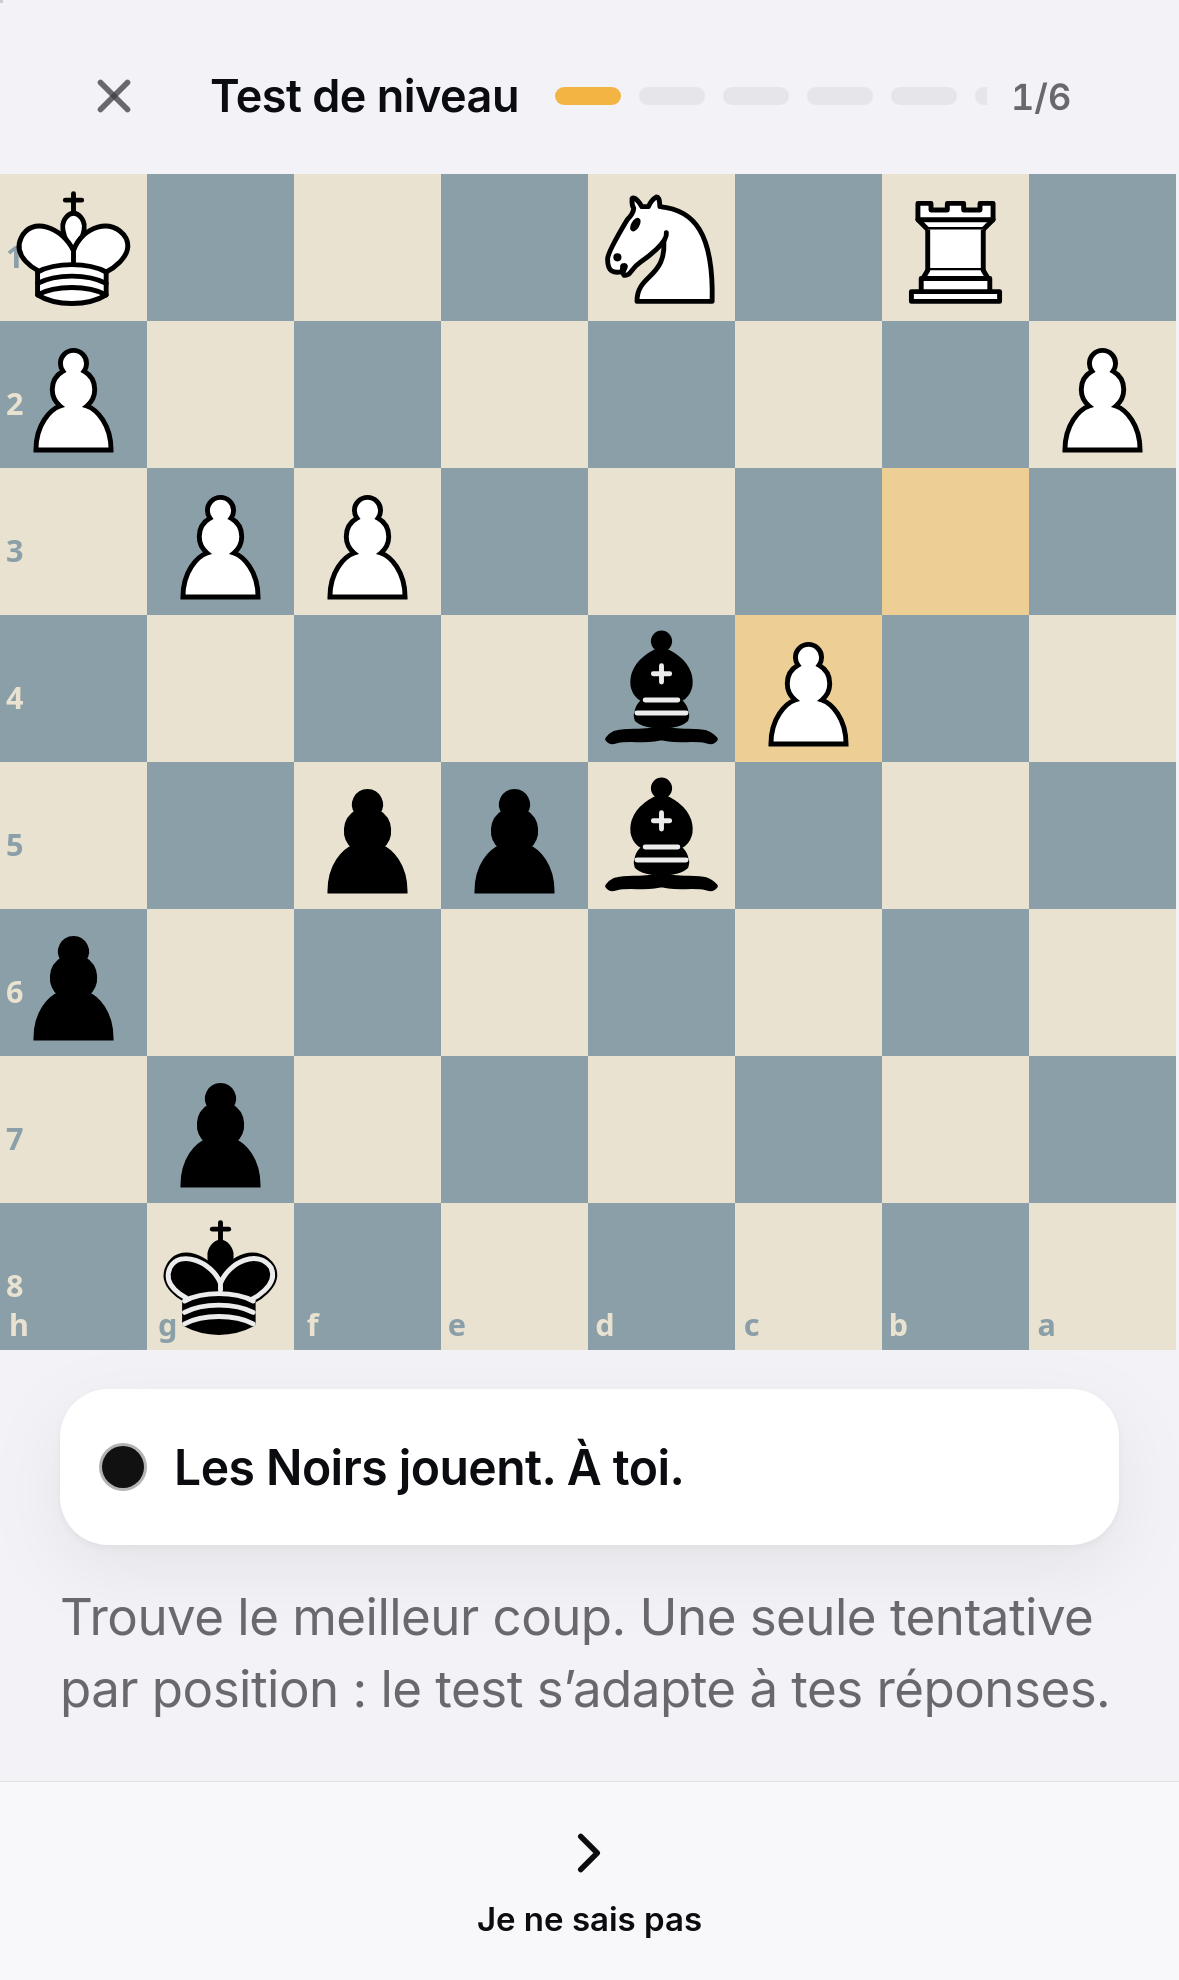 Test de niveau
1/6
1
2
3
4
5
6
7
8
h g f e d c b a
Les Noirs jouent. À toi.
Trouve le meilleur coup. Une seule tentative
par position : le test s’adapte à tes réponses.
Je ne sais pas